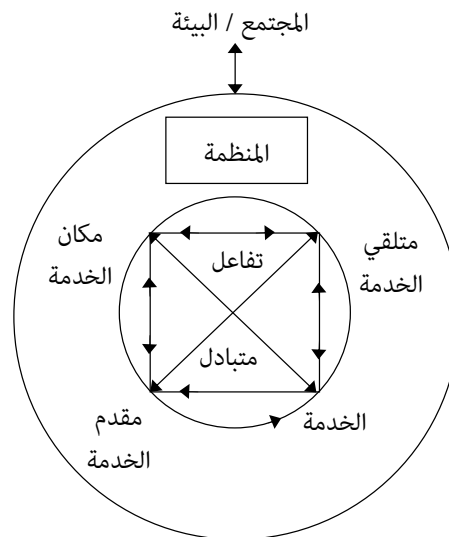 المجتمع / البيئة
المنظمة
متلقي
الخدمة
مكان
الخدمة
تفاعل
متبادل
الخدمة
مقدم
الخدمة